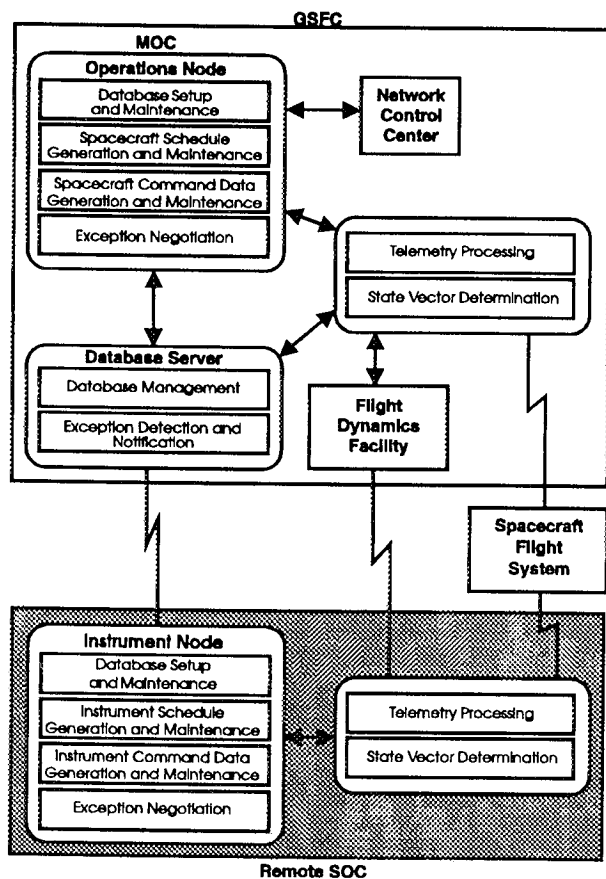 GSFC
MOC
Operations Node
Database Setup
and Maintenance
Spacecraft Schedule
Generation and Maintenance
Spacecraft Command Data
Generation and Maintenance
Exception Negotiation
Network
Control
Center
Telemetry Processing
State Vector Determination
Database Server
Database Management
Exception Detection and
Notification
Flight
Dynamics
Facility
Spacecraft
Flight
System
Instrument Node
Database Setup
and Maintenance
Instrument Schedule
Generation and Maintenance
Instrument Command Data
Generation and Maintenance
Exception Negotiation
Telemetry Processing
State Vector Determination
Remote SOC